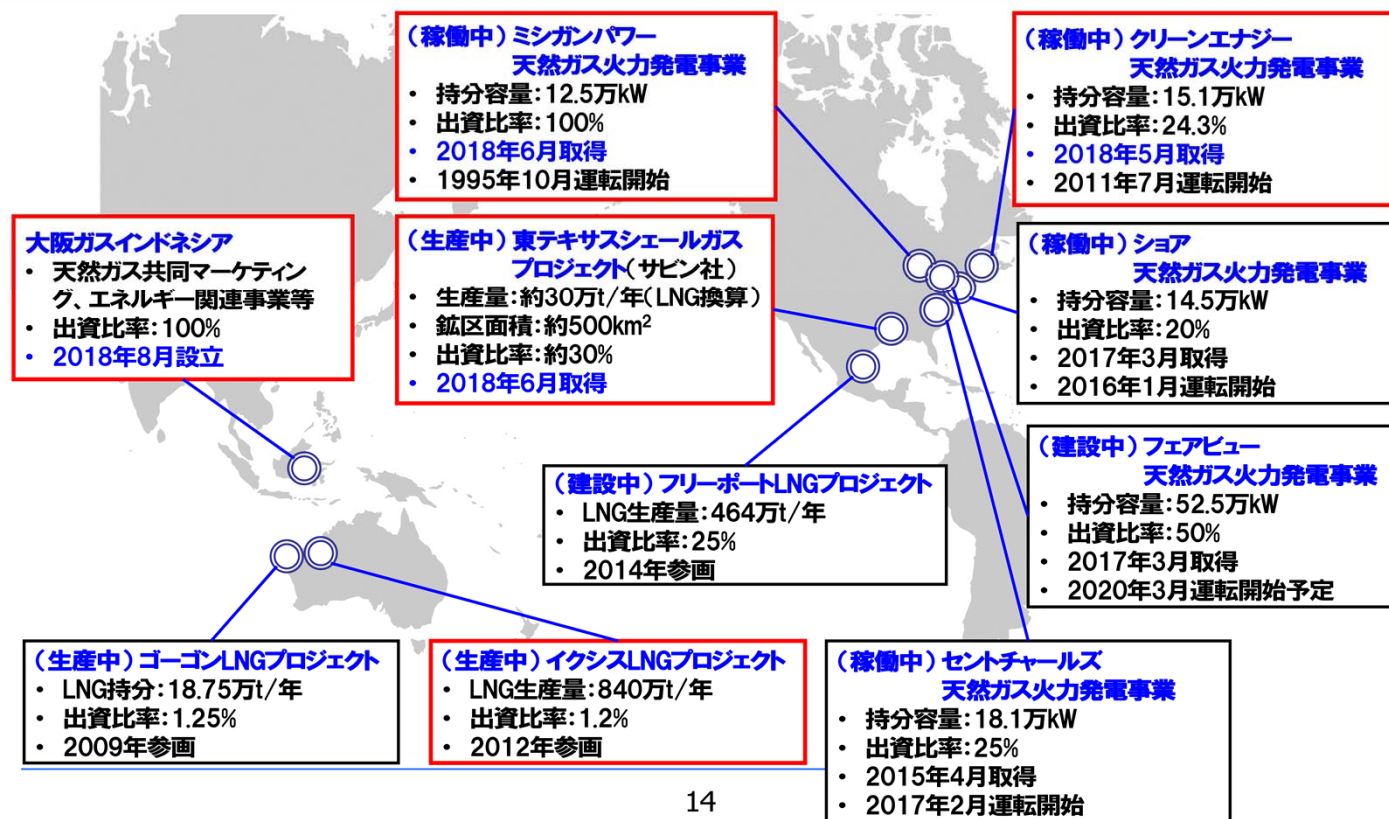 (稼働中)ミシガンパワー
天然ガス火力発電事業
・ 持分容量:12.5万kW
・ 出資比率:100%
・ 2018年6月取得
・ 1995年10月運転開始
(稼働中)クリーンエナジー
天然ガス火力発電事業
・ 持分容量:15.1万kW
・ 出資比率:24.3%
・ 2018年5月取得
・ 2011年7月運転開始
大阪ガスインドネシア
・ 天然ガス共同マーケティン
グ、エネルギー関連事業等
・ 出資比率:100%
・ 2018年8月設立
(生産中)東テキサスシェールガス
プロジェクト(サビン社)
・ 生産量:約30万t/年(LNG換算)
・ 鉱区面積:約500km²
・ 出資比率:約30%
・ 2018年6月取得
(稼働中)ショア
天然ガス火力発電事業
・ 持分容量:14.5万kW
・ 出資比率:20%
・ 2017年3月取得
・ 2016年1月運転開始
(建設中)フリーポートLNGプロジェクト
・ LNG生産量:464万t/年
・ 出資比率:25%
・ 2014年参画
(建設中)フェアビュー
天然ガス火力発電事業
・ 持分容量:52.5万kW
・ 出資比率:50%
・ 2017年3月取得
・ 2020年3月運転開始予定
(生産中)ゴーゴンLNGプロジェクト
・ LNG持分:18.75万t/年
・ 出資比率:1.25%
・ 2009年参画
(生産中)イクシスLNGプロジェクト
・ LNG生産量:840万t/年
・ 出資比率:1.2%
・ 2012年参画
(稼働中)セントチャールズ
天然ガス火力発電事業
・ 持分容量:18.1万kW
・ 出資比率:25%
・ 2015年4月取得
・ 2017年2月運転開始
14